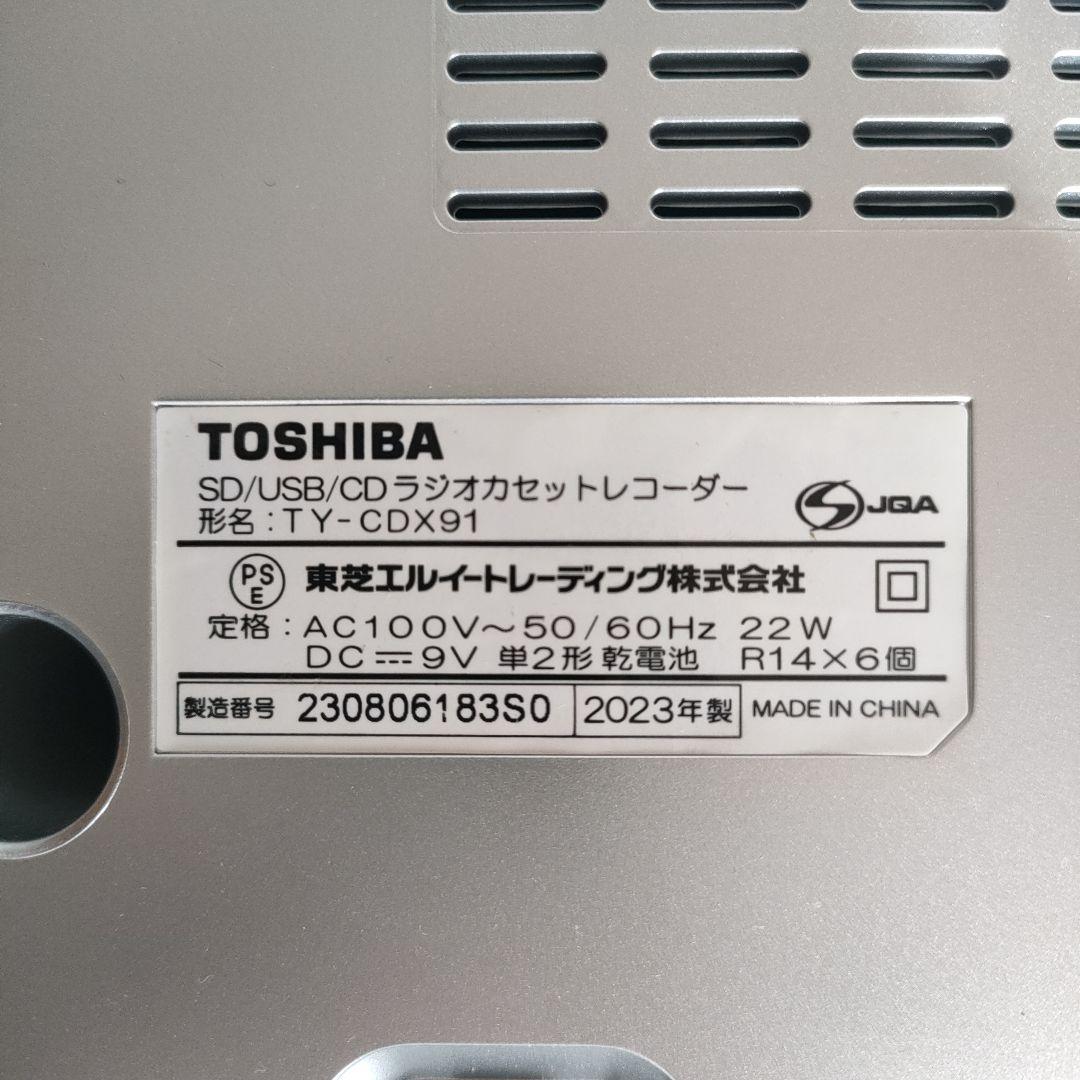 TOSHIBA
SD/USB/CDラジオカセットレコーダー
形名：TY-CDX91
JQA
PS
E
東芝エルイートレーディング株式会社
定格：AC100V～50/60Hz 22W
DC⎓9V 単2形乾電池 R14×6個
製造番号 230806183S0 2023年製 MADE IN CHINA